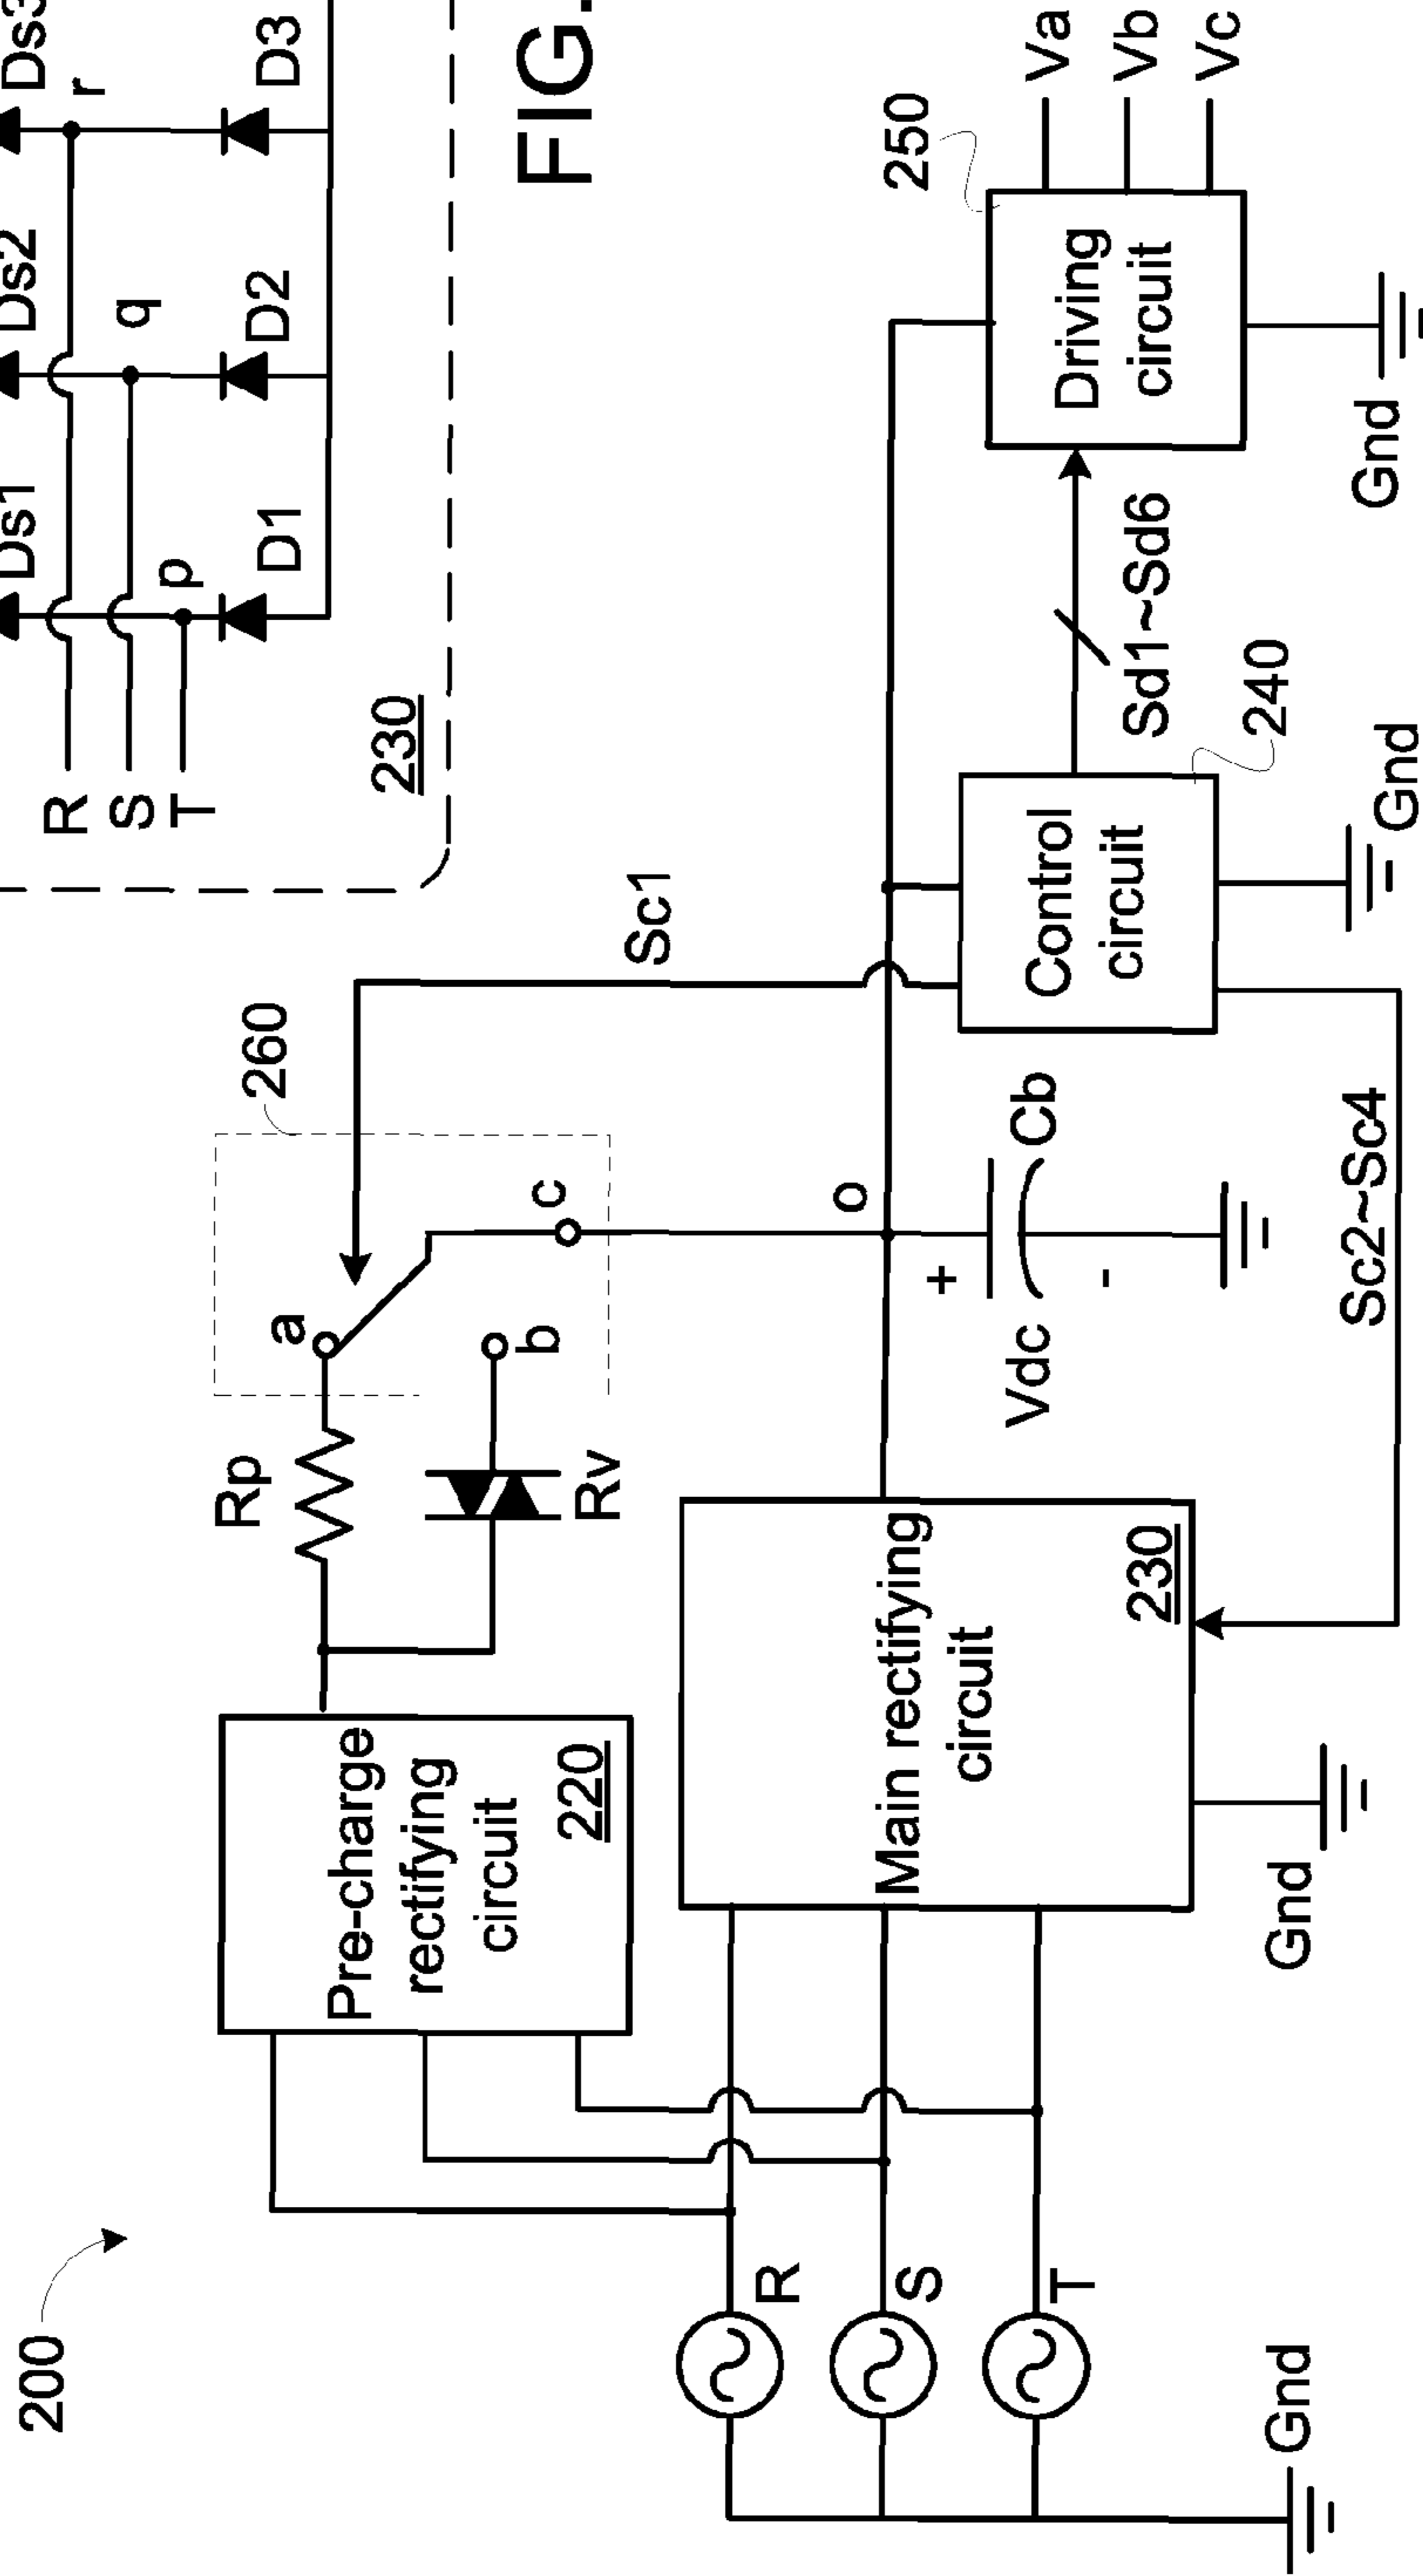 200
Pre-charge
rectifying
circuit
220
Rp
Rv
a
b
c
260
Sc1
R
S
T
Gnd
Main rectifying
circuit
230
Gnd
o
+
Vdc
-
Cb
Sc2~Sc4
Control
circuit
240
Gnd
Sd1~Sd6
Driving
circuit
250
Gnd
Va
Vb
Vc
Ds1
Ds2
Ds3
R
S
T
p
q
r
D1
D2
D3
230
FIG.